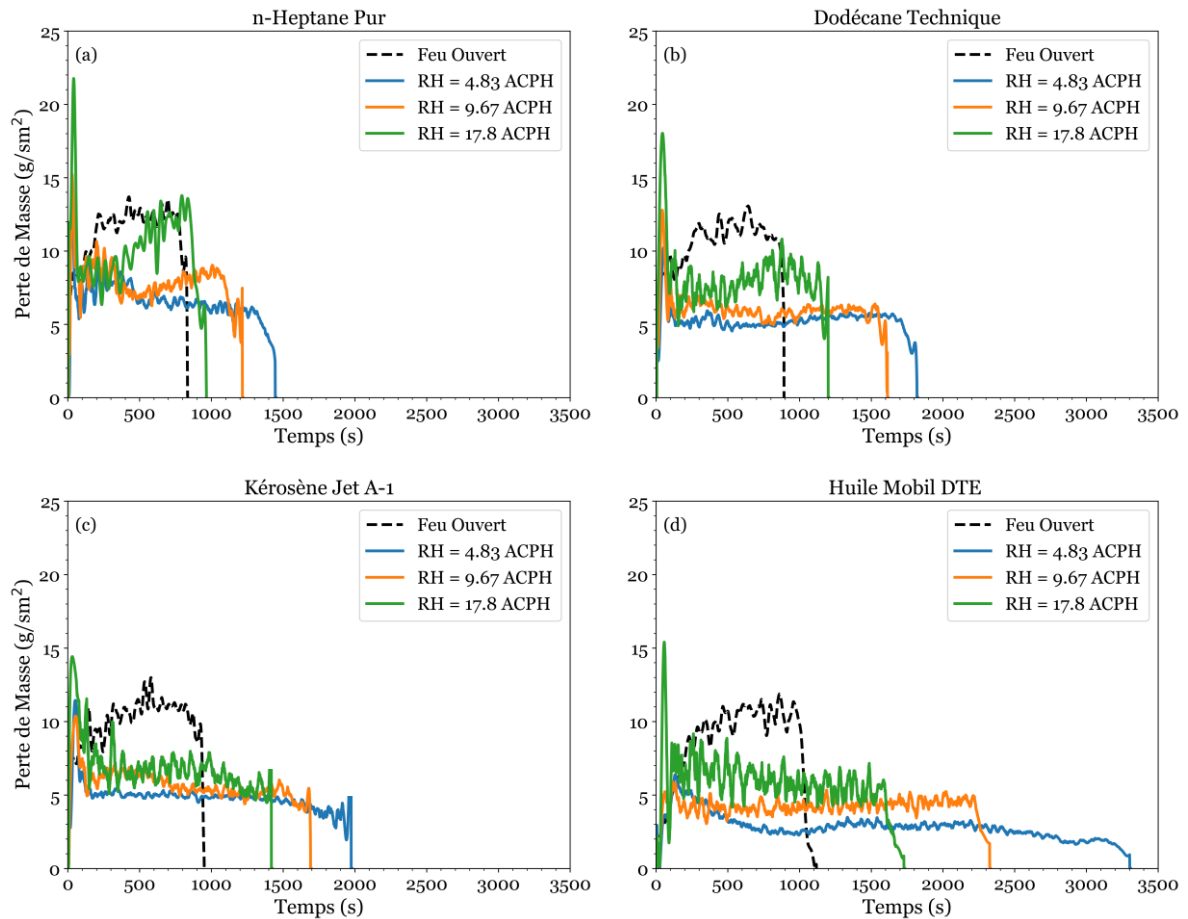 n-Heptane Pur
(a)
Feu Ouvert
RH = 4.83 ACPH
RH = 9.67 ACPH
RH = 17.8 ACPH
25
20
15
10
5
0
Perte de Masse (g/sm²)
0 500 1000 1500 2000 2500 3000 3500
Temps (s)
Dodécane Technique
(b)
Feu Ouvert
RH = 4.83 ACPH
RH = 9.67 ACPH
RH = 17.8 ACPH
25
20
15
10
5
0
0 500 1000 1500 2000 2500 3000 3500
Temps (s)
Kérosène Jet A-1
(c)
Feu Ouvert
RH = 4.83 ACPH
RH = 9.67 ACPH
RH = 17.8 ACPH
25
20
15
10
5
0
Perte de Masse (g/sm²)
0 500 1000 1500 2000 2500 3000 3500
Temps (s)
Huile Mobil DTE
(d)
Feu Ouvert
RH = 4.83 ACPH
RH = 9.67 ACPH
RH = 17.8 ACPH
25
20
15
10
5
0
0 500 1000 1500 2000 2500 3000 3500
Temps (s)